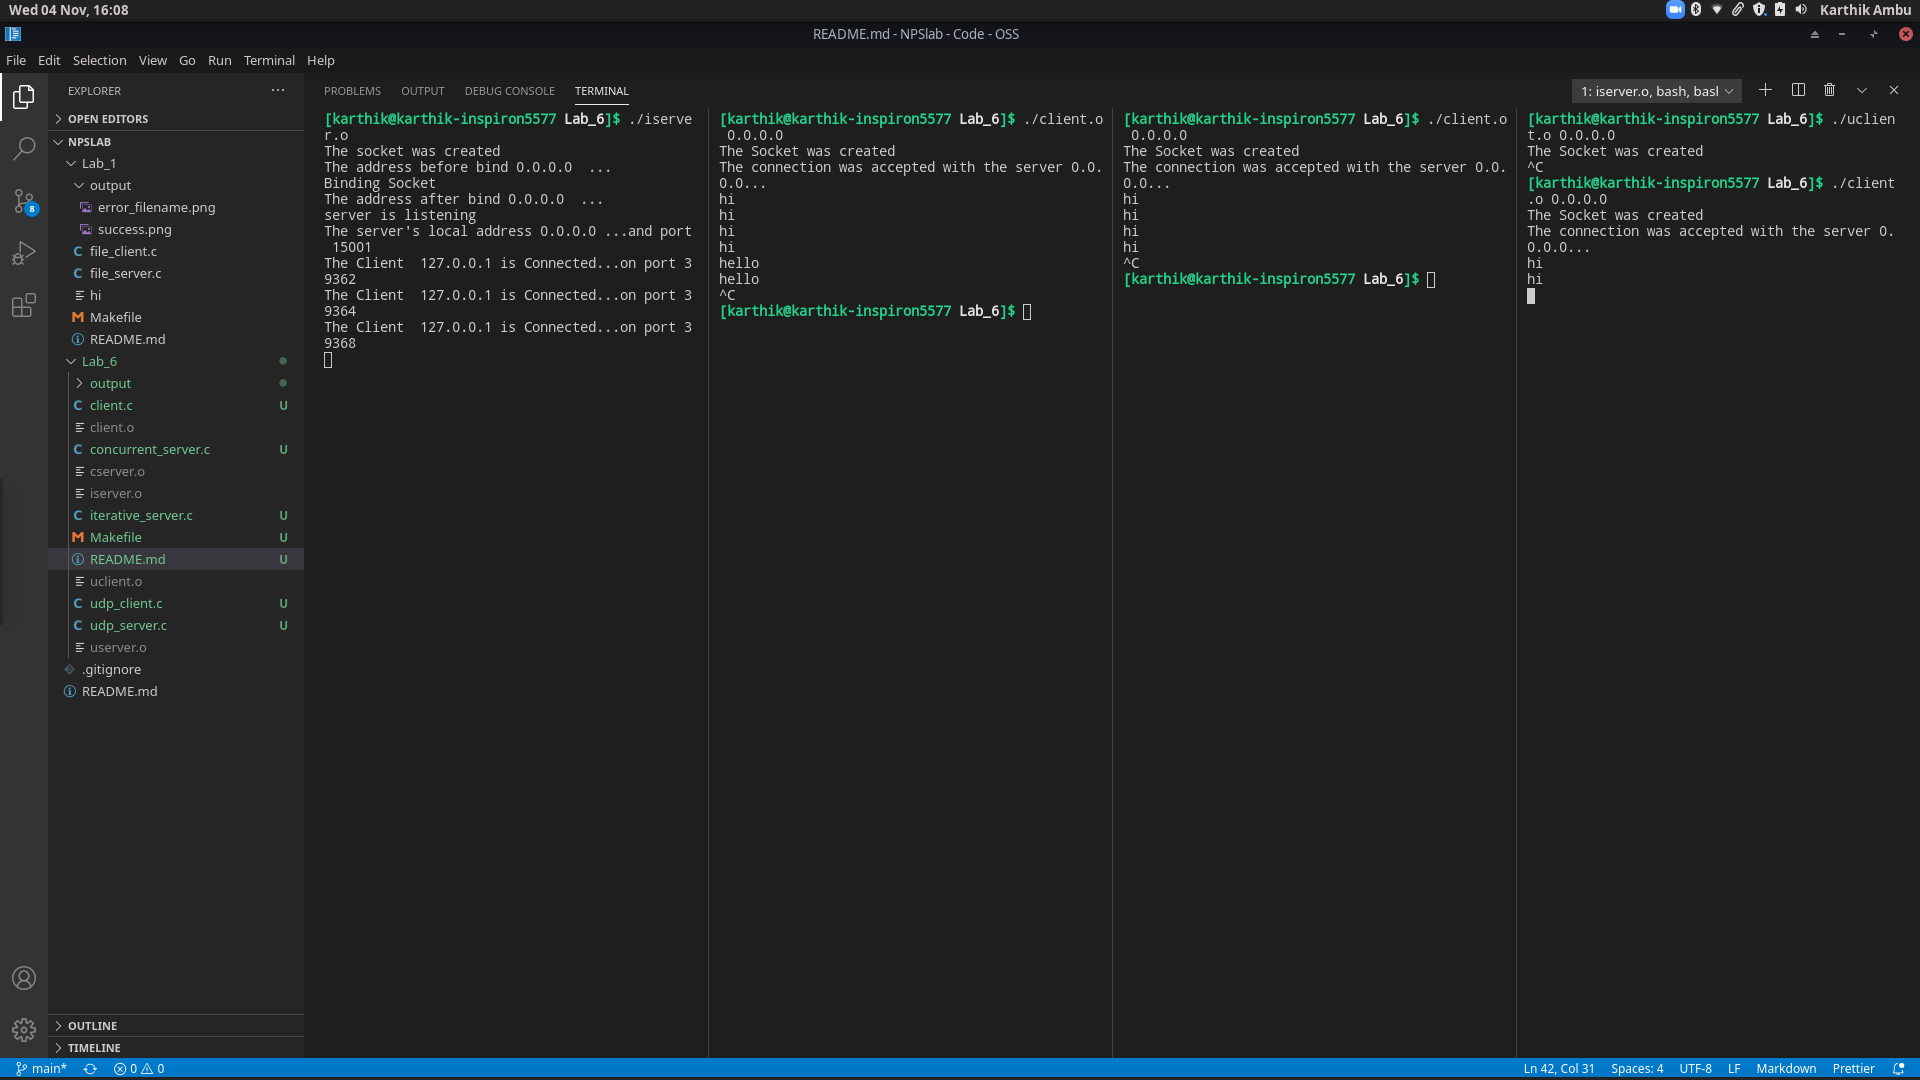 Wed 04 Nov, 16:08
Karthik Ambu
README.md - NPSlab - Code - OSS
File Edit Selection View Go Run Terminal Help
EXPLORER
OPEN EDITORS
NPSLAB
Lab_1
output
error_filename.png
success.png
C file_client.c
C file_server.c
hi
M Makefile
README.md
Lab_6
output
C client.c U
client.o
C concurrent_server.c U
cserver.o
iserver.o
C iterative_server.c U
M Makefile U
README.md U
uclient.o
C udp_client.c U
C udp_server.c U
userver.o
.gitignore
README.md
OUTLINE
TIMELINE
8
PROBLEMS OUTPUT DEBUG CONSOLE TERMINAL
1: iserver.o, bash, basl
[karthik@karthik-inspiron5577 Lab_6]$ ./iserve
r.o
The socket was created
The address before bind 0.0.0.0  ...
Binding Socket
The address after bind 0.0.0.0  ...
server is listening
The server's local address 0.0.0.0 ...and port
15001
The Client  127.0.0.1 is Connected...on port 3
9362
The Client  127.0.0.1 is Connected...on port 3
9364
The Client  127.0.0.1 is Connected...on port 3
9368
[karthik@karthik-inspiron5577 Lab_6]$ ./client.o
0.0.0.0
The Socket was created
The connection was accepted with the server 0.0.
0.0...
hi
hi
hi
hi
hello
hello
^C
[karthik@karthik-inspiron5577 Lab_6]$
[karthik@karthik-inspiron5577 Lab_6]$ ./client.o
0.0.0.0
The Socket was created
The connection was accepted with the server 0.0.
0.0...
hi
hi
hi
hi
^C
[karthik@karthik-inspiron5577 Lab_6]$
[karthik@karthik-inspiron5577 Lab_6]$ ./uclien
t.o 0.0.0.0
The Socket was created
^C
[karthik@karthik-inspiron5577 Lab_6]$ ./client
.o 0.0.0.0
The Socket was created
The connection was accepted with the server 0.
0.0.0...
hi
hi
main* 0 0
Ln 42, Col 31 Spaces: 4 UTF-8 LF Markdown Prettier